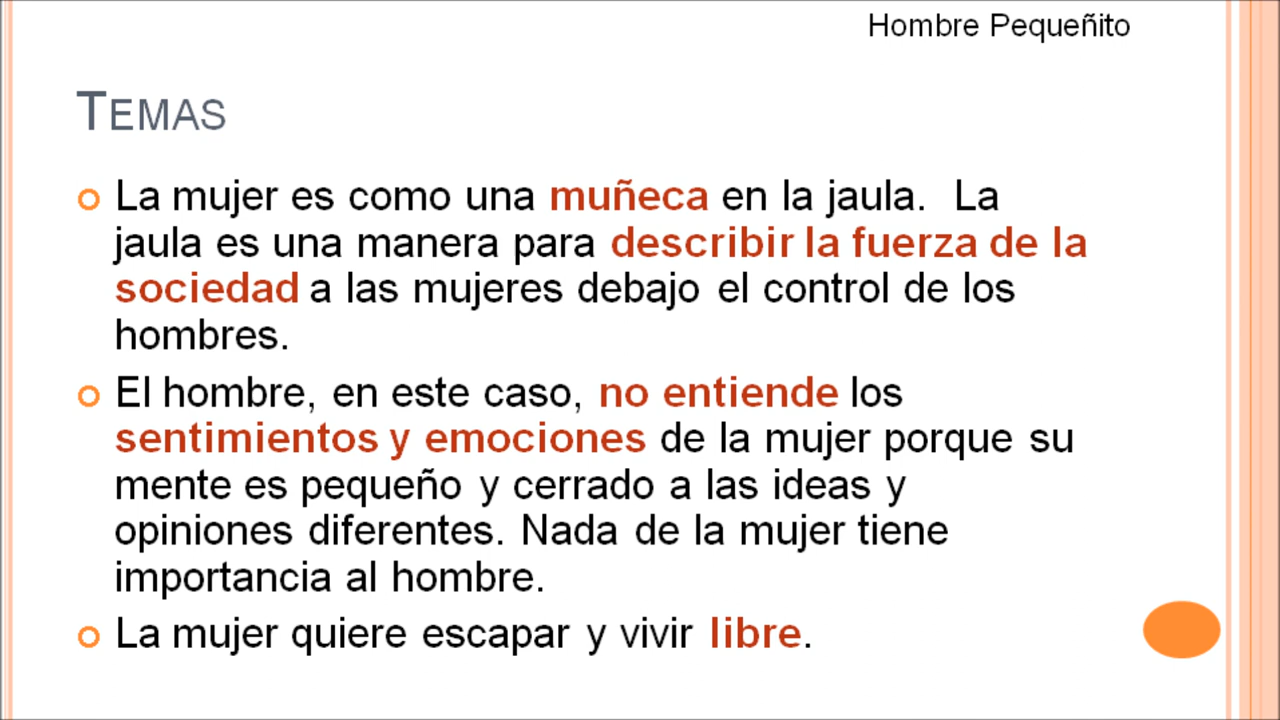 Hombre Pequeñito
TEMAS
La mujer es como una muñeca en la jaula. La
jaula es una manera para describir la fuerza de la
sociedad a las mujeres debajo el control de los
hombres.
El hombre, en este caso, no entiende los
sentimientos y emociones de la mujer porque su
mente es pequeño y cerrado a las ideas y
opiniones diferentes. Nada de la mujer tiene
importancia al hombre.
La mujer quiere escapar y vivir libre.